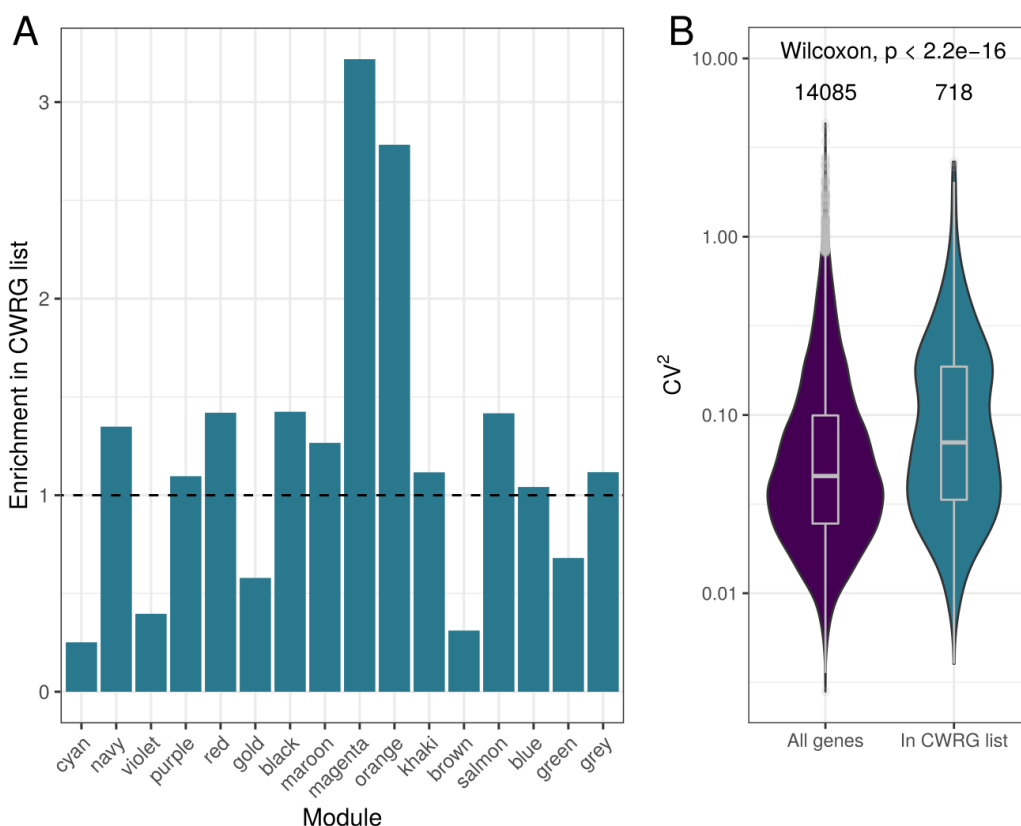 A
Enrichment in CWRG list
3
2
1
0
cyan
navy
violet
purple
red
gold
black
maroon
magenta
orange
khaki
brown
salmon
blue
green
grey
Module
B
Wilcoxon, p < 2.2e−16
14085 718
CV²
10.00
1.00
0.10
0.01
All genes
In CWRG list